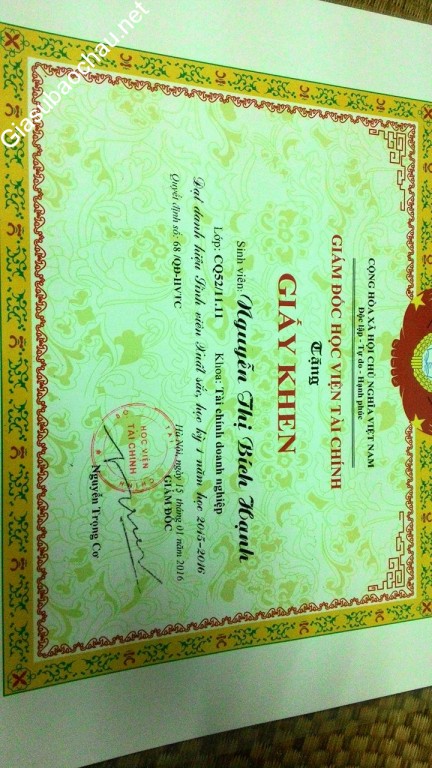 CỘNG HÒA XÃ HỘI CHỦ NGHĨA VIỆT NAM
Độc lập - Tự do - Hạnh phúc
GIÁM ĐỐC HỌC VIỆN TÀI CHÍNH
Tặng
GIẤY KHEN
Sinh viên: Nguyễn Thị Bích Hạnh
Lớp: CQ52/11.11 Khoa: Tài chính doanh nghiệp
Đạt danh hiệu Sinh viên Xuất sắc, học kỳ 1 năm học 2015-2016
Quyết định số: 68 /QĐ-HVTC
Hà Nội, ngày 15 tháng 01 năm 2016
GIÁM ĐỐC
HỌC VIỆN
TÀI CHÍNH
Nguyễn Trọng Cơ
Giasubaochau.net